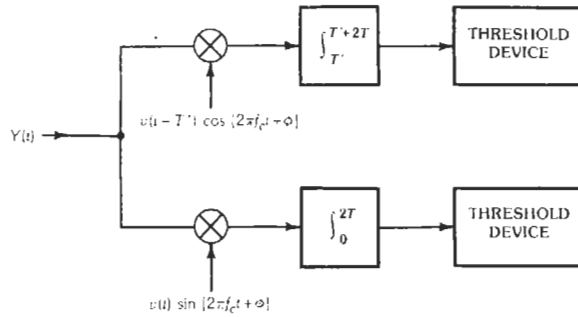 ∫_{T'}^{T'+2T}
THRESHOLD
DEVICE
υ(t − T') cos {2πf_ct + Φ}
Y(t)
∫_0^{2T}
THRESHOLD
DEVICE
υ(t) sin {2πf_ct + Φ}